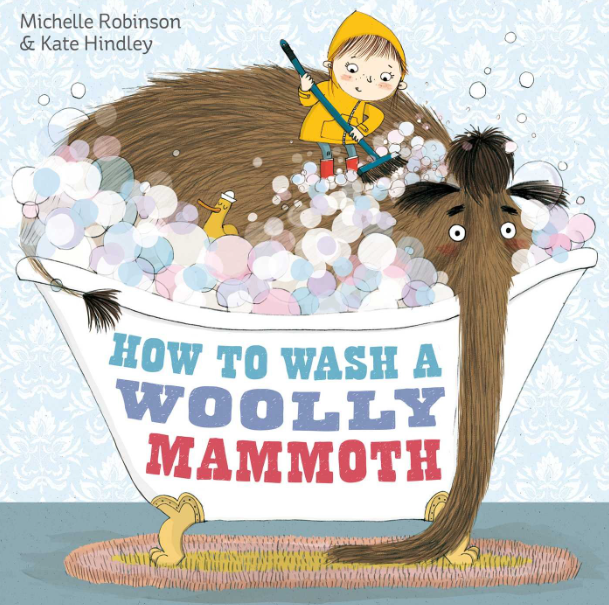 Michelle Robinson
& Kate Hindley
HOW TO WASH A
WOOLLY
MAMMOTH